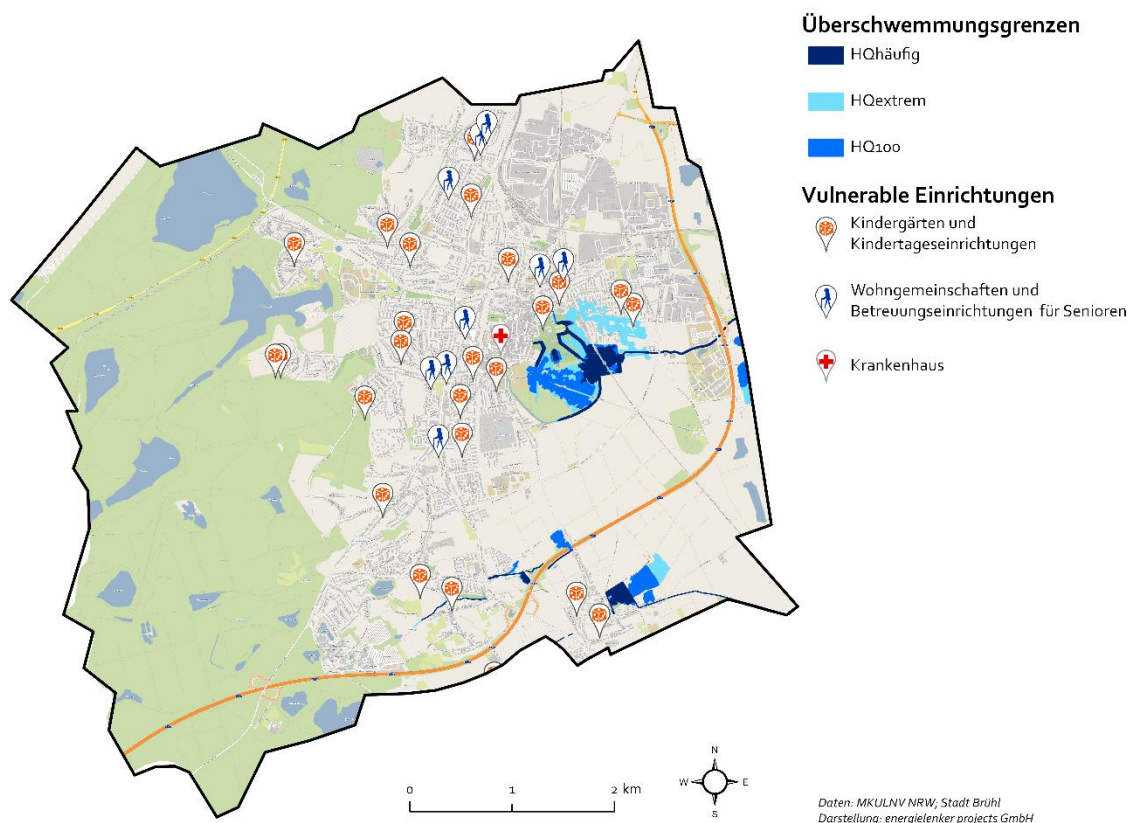 Überschwemmungsgrenzen
HQhäufig
HQextrem
HQ100
Vulnerable Einrichtungen
Kindergärten und
Kindertageseinrichtungen
Wohngemeinschaften und
Betreuungseinrichtungen für Senioren
Krankenhaus
N
W E
S
0 1 2 km
Daten: MKULNV NRW; Stadt Brühl
Darstellung: energielenker projects GmbH